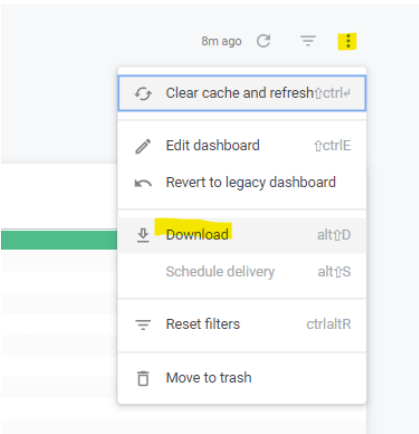 8m ago
Clear cache and refresh⇧ctrl↵
Edit dashboard ⇧ctrlE
Revert to legacy dashboard
Download alt⇧D
Schedule delivery alt⇧S
Reset filters ctrlaltR
Move to trash